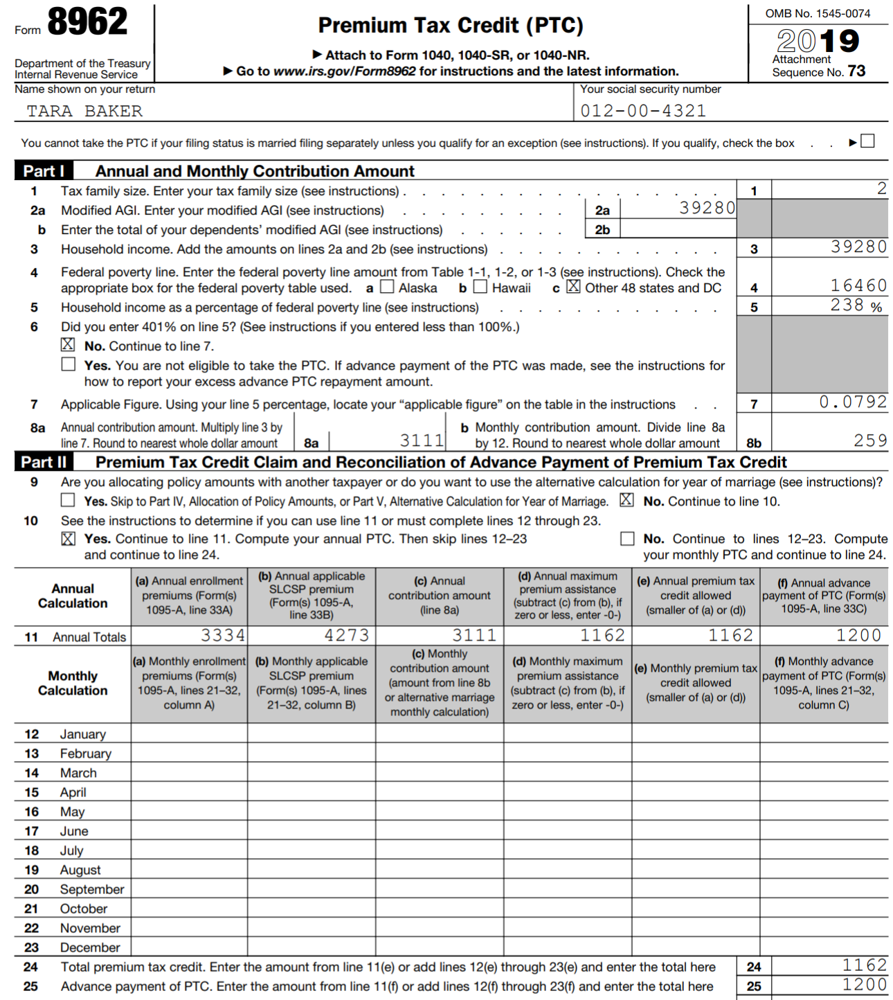 Form 8962
Department of the Treasury
Internal Revenue Service
Premium Tax Credit (PTC)
▶ Attach to Form 1040, 1040-SR, or 1040-NR.
▶ Go to www.irs.gov/Form8962 for instructions and the latest information.
OMB No. 1545-0074
2019
Attachment
Sequence No. 73
Name shown on your return
TARA BAKER
Your social security number
012-00-4321
You cannot take the PTC if your filing status is married filing separately unless you qualify for an exception (see instructions). If you qualify, check the box . . ▶
Part I Annual and Monthly Contribution Amount
1 Tax family size. Enter your tax family size (see instructions) . . . . . . . . . . . . . . . . . 1 2
2a Modified AGI. Enter your modified AGI (see instructions) . . . . . . . . . 2a 39280
b Enter the total of your dependents' modified AGI (see instructions) . . . . . . 2b
3 Household income. Add the amounts on lines 2a and 2b (see instructions) . . . . . . . . . . . . 3 39280
4 Federal poverty line. Enter the federal poverty line amount from Table 1-1, 1-2, or 1-3 (see instructions). Check the
appropriate box for the federal poverty table used. a Alaska b Hawaii c X Other 48 states and DC 4 16460
5 Household income as a percentage of federal poverty line (see instructions) . . . . . . . . . . . . 5 238 %
6 Did you enter 401% on line 5? (See instructions if you entered less than 100%.)
X No. Continue to line 7.
Yes. You are not eligible to take the PTC. If advance payment of the PTC was made, see the instructions for
how to report your excess advance PTC repayment amount.
7 Applicable Figure. Using your line 5 percentage, locate your “applicable figure” on the table in the instructions . . 7 0.0792
8a Annual contribution amount. Multiply line 3 by
line 7. Round to nearest whole dollar amount 8a 3111
b Monthly contribution amount. Divide line 8a
by 12. Round to nearest whole dollar amount 8b 259
Part II Premium Tax Credit Claim and Reconciliation of Advance Payment of Premium Tax Credit
9 Are you allocating policy amounts with another taxpayer or do you want to use the alternative calculation for year of marriage (see instructions)?
Yes. Skip to Part IV, Allocation of Policy Amounts, or Part V, Alternative Calculation for Year of Marriage. X No. Continue to line 10.
10 See the instructions to determine if you can use line 11 or must complete lines 12 through 23.
X Yes. Continue to line 11. Compute your annual PTC. Then skip lines 12–23
and continue to line 24.
No. Continue to lines 12–23. Compute
your monthly PTC and continue to line 24.
Annual
Calculation
(a) Annual enrollment
premiums (Form(s)
1095-A, line 33A)
(b) Annual applicable
SLCSP premium
(Form(s) 1095-A,
line 33B)
(c) Annual
contribution amount
(line 8a)
(d) Annual maximum
premium assistance
(subtract (c) from (b), if
zero or less, enter -0-)
(e) Annual premium tax
credit allowed
(smaller of (a) or (d))
(f) Annual advance
payment of PTC (Form(s)
1095-A, line 33C)
11 Annual Totals 3334 4273 3111 1162 1162 1200
Monthly
Calculation
(a) Monthly enrollment
premiums (Form(s)
1095-A, lines 21–32,
column A)
(b) Monthly applicable
SLCSP premium
(Form(s) 1095-A, lines
21–32, column B)
(c) Monthly
contribution amount
(amount from line 8b
or alternative marriage
monthly calculation)
(d) Monthly maximum
premium assistance
(subtract (c) from (b), if
zero or less, enter -0-)
(e) Monthly premium tax
credit allowed
(smaller of (a) or (d))
(f) Monthly advance
payment of PTC (Form(s)
1095-A, lines 21–32,
column C)
12 January
13 February
14 March
15 April
16 May
17 June
18 July
19 August
20 September
21 October
22 November
23 December
24 Total premium tax credit. Enter the amount from line 11(e) or add lines 12(e) through 23(e) and enter the total here 24 1162
25 Advance payment of PTC. Enter the amount from line 11(f) or add lines 12(f) through 23(f) and enter the total here 25 1200